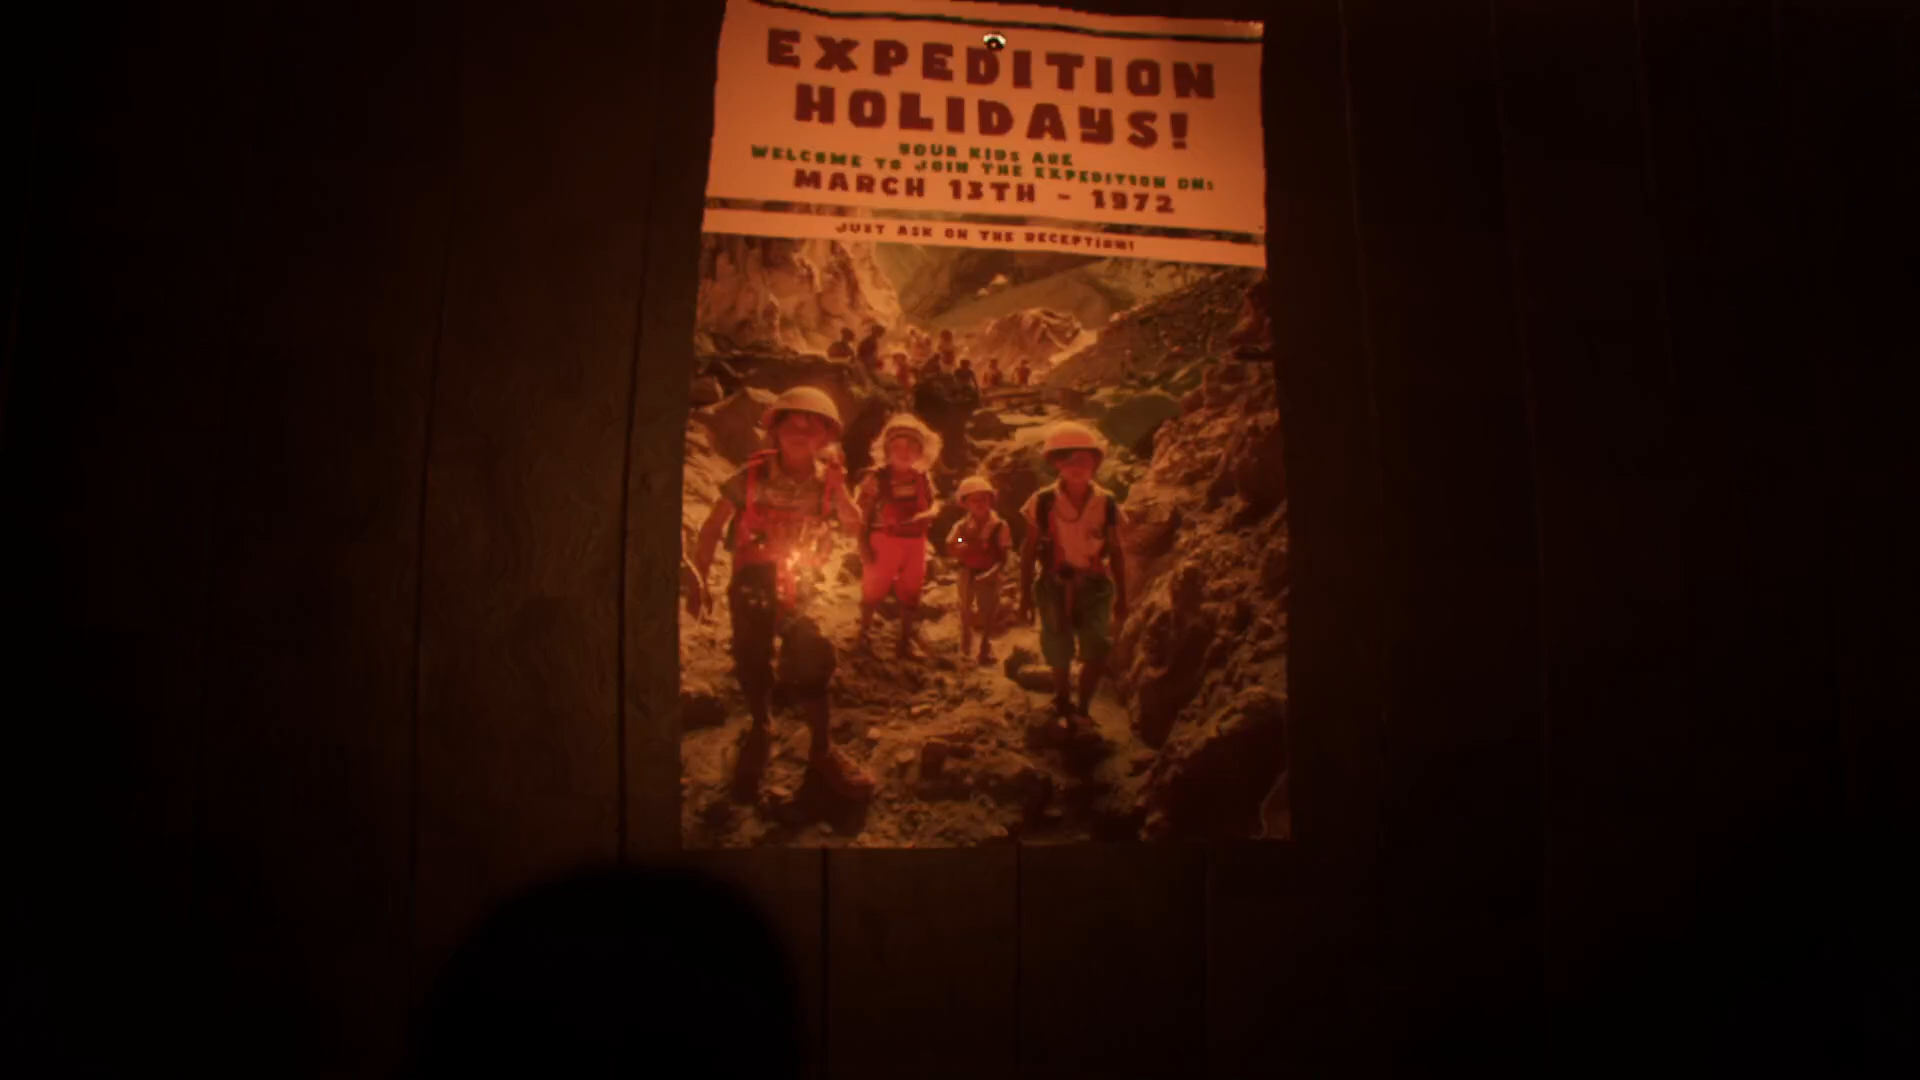 EXPEDITION
HOLIDAYS!
YOUR KIDS ARE
WELCOME TO JOIN THE EXPEDITION ON:
MARCH 13TH - 1972
JUST ASK ON THE RECEPTION!